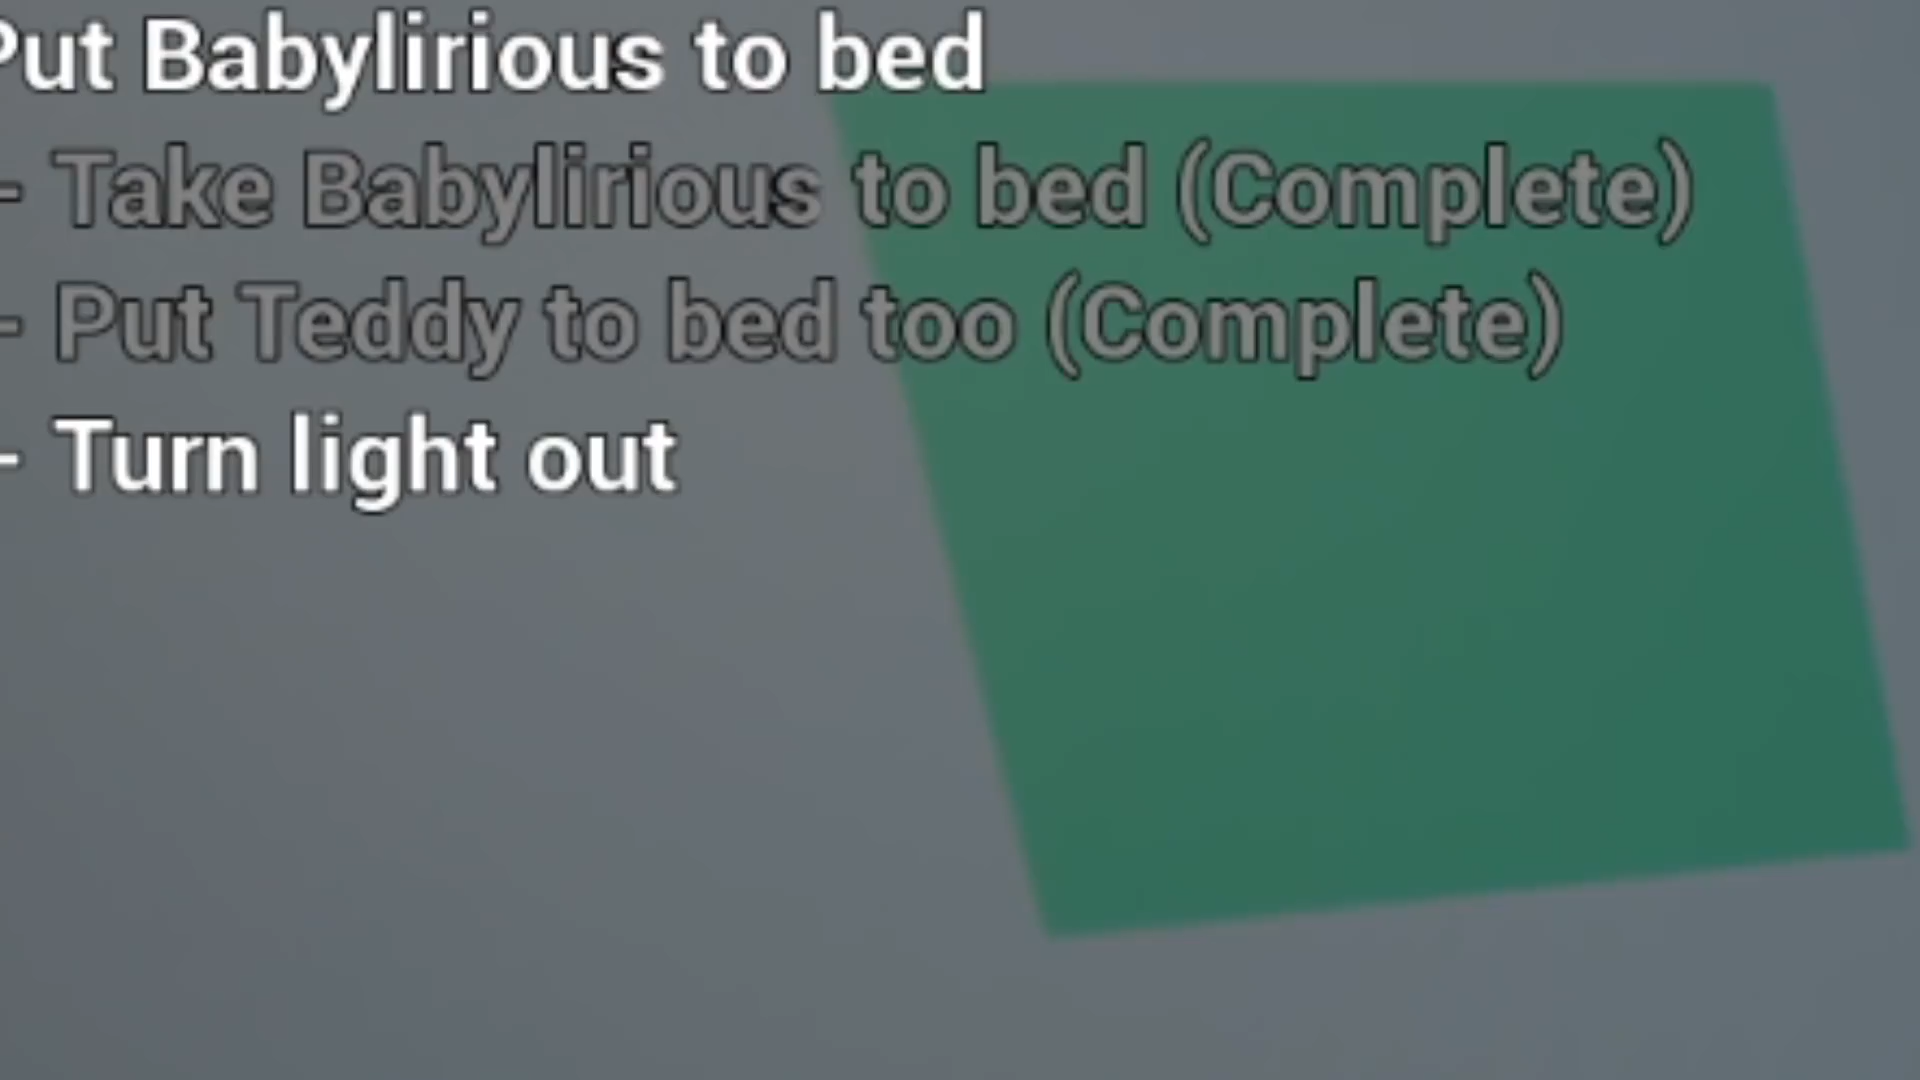 Put Babylirious to bed
- Take Babylirious to bed (Complete)
- Put Teddy to bed too (Complete)
- Turn light out